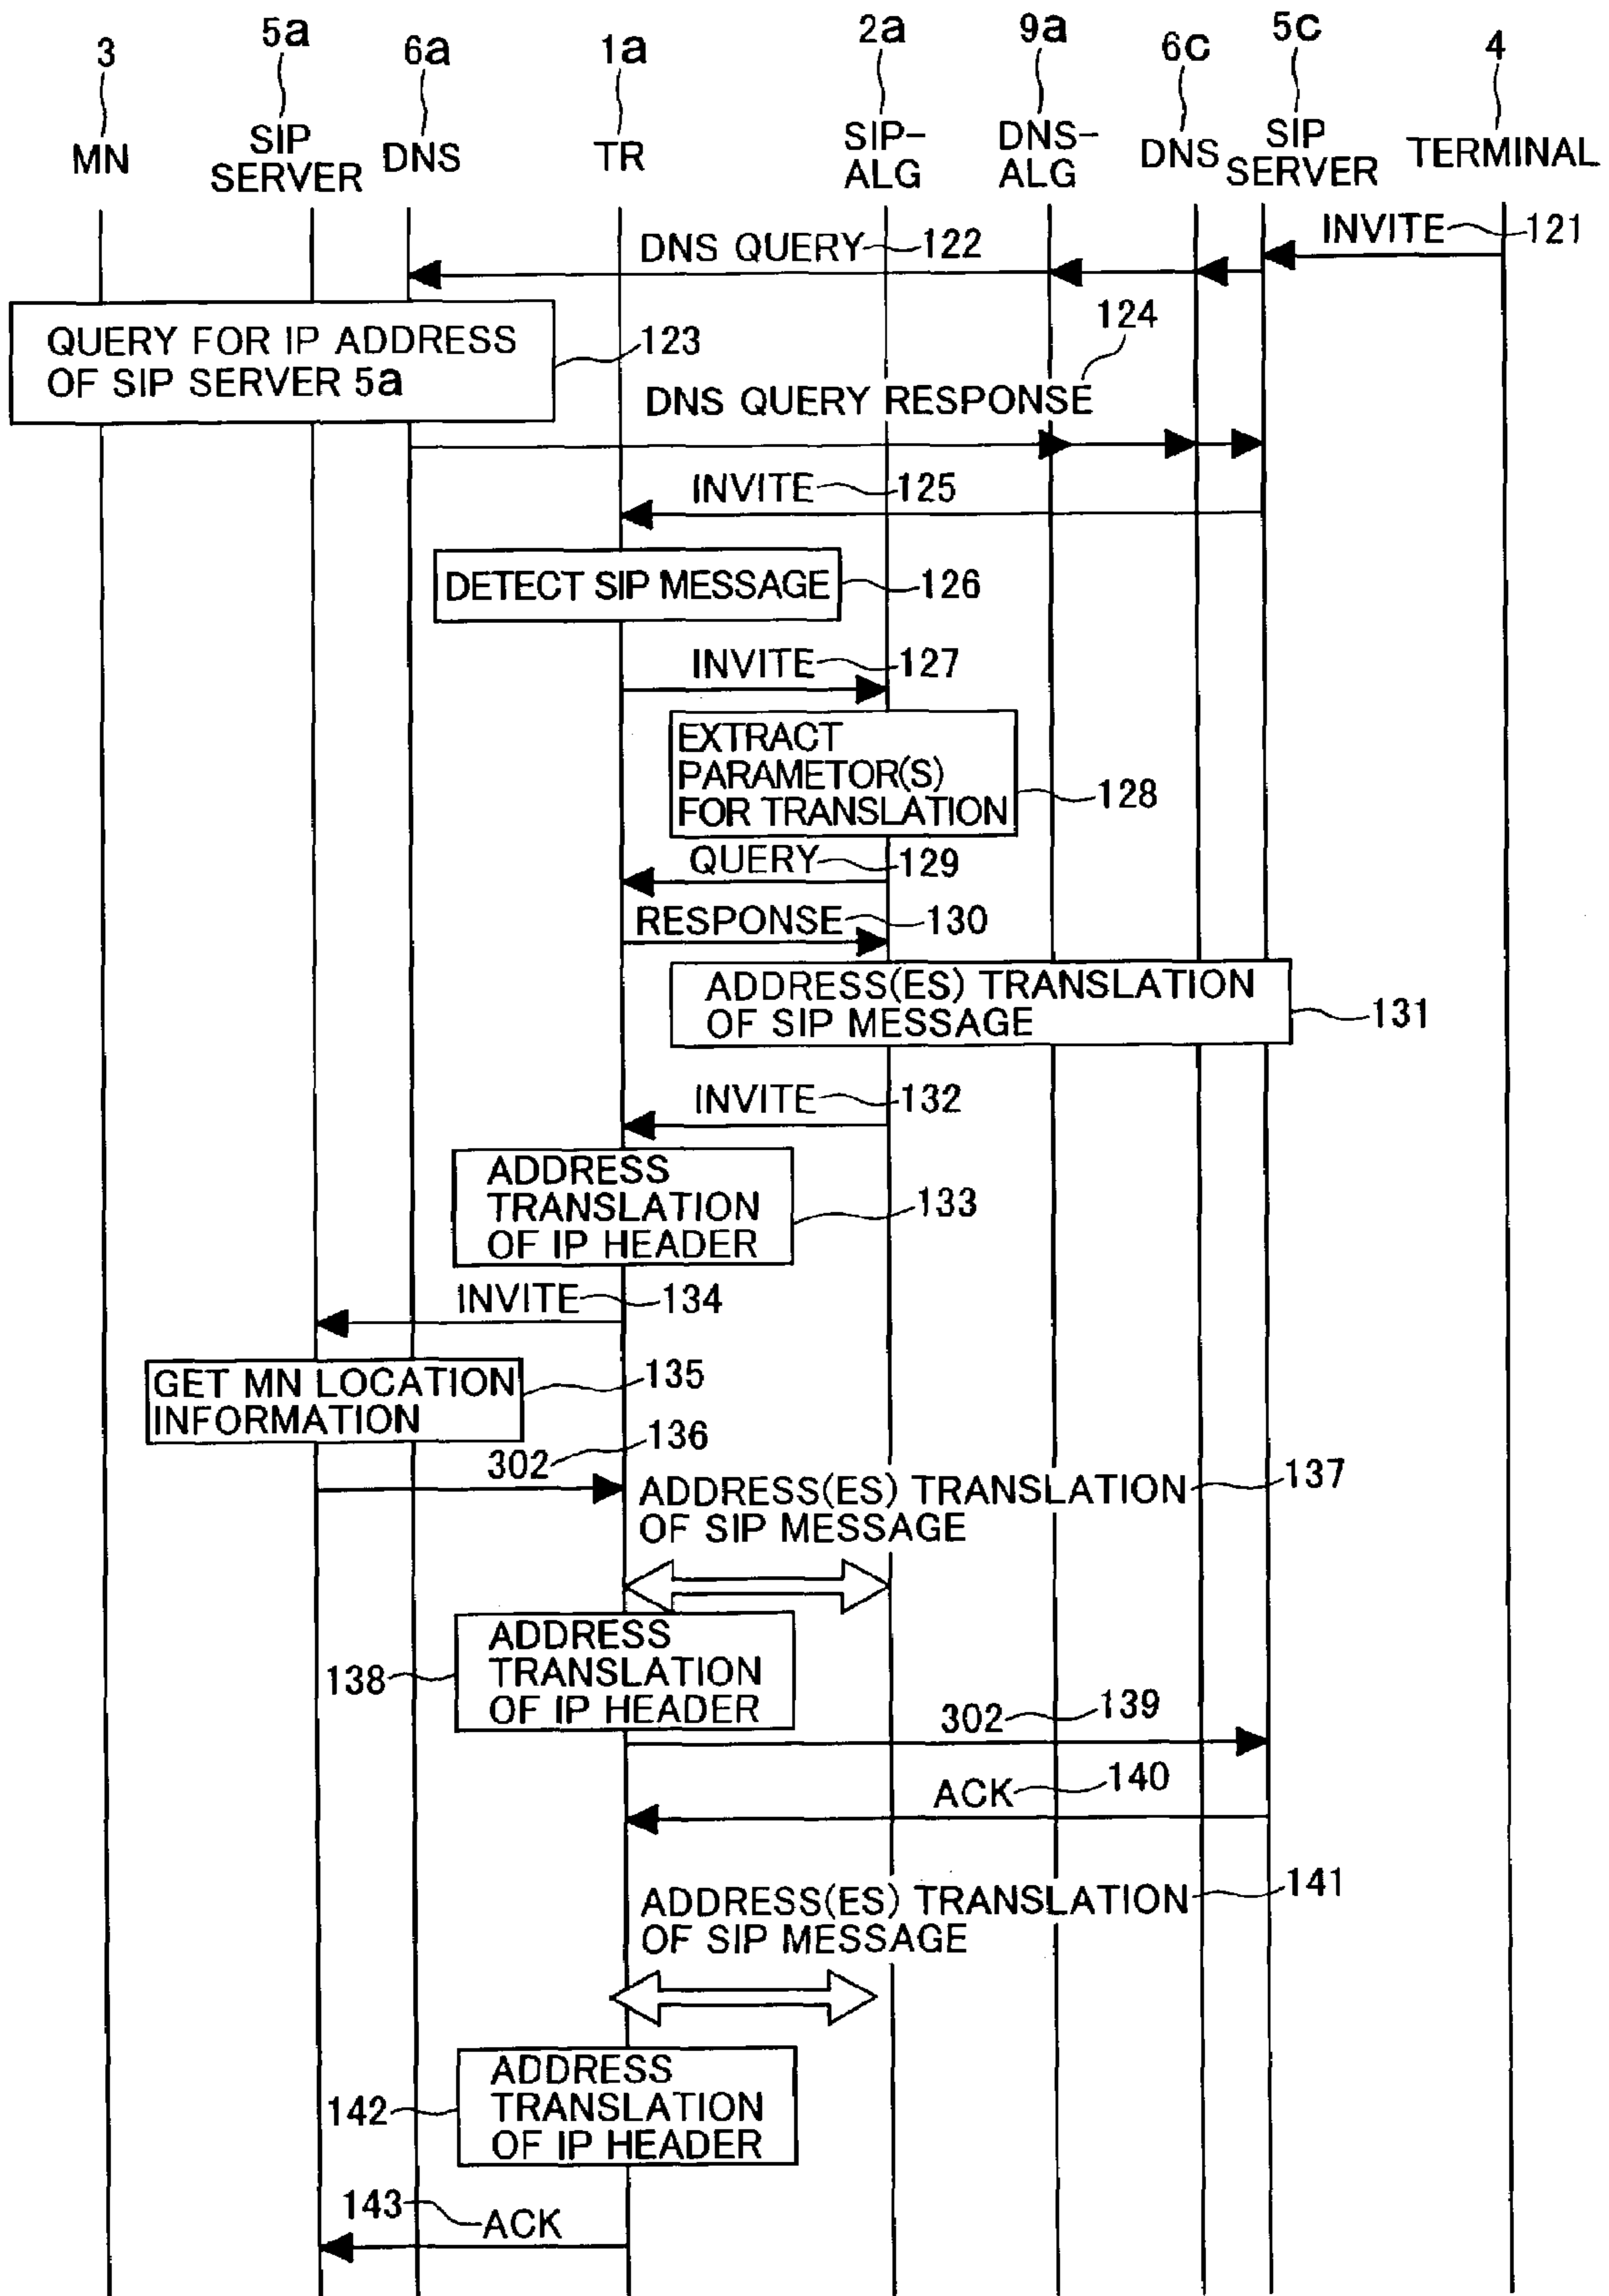 3
5a
6a
1a
2a
9a
6c
5c
4
MN
SIP
SERVER
DNS
TR
SIP-
ALG
DNS-
ALG
DNS
SIP
SERVER
TERMINAL
INVITE 121
DNS QUERY 122
QUERY FOR IP ADDRESS
OF SIP SERVER 5a
123
124
DNS QUERY RESPONSE
INVITE 125
DETECT SIP MESSAGE 126
INVITE 127
EXTRACT
PARAMETOR(S)
FOR TRANSLATION
128
QUERY 129
RESPONSE 130
ADDRESS(ES) TRANSLATION
OF SIP MESSAGE
131
INVITE 132
ADDRESS
TRANSLATION
OF IP HEADER
133
INVITE 134
GET MN LOCATION
INFORMATION
135
302 136
ADDRESS(ES) TRANSLATION
OF SIP MESSAGE
137
ADDRESS
TRANSLATION
OF IP HEADER
138
302 139
ACK 140
ADDRESS(ES) TRANSLATION
OF SIP MESSAGE
141
ADDRESS
TRANSLATION
OF IP HEADER
142
143 ACK